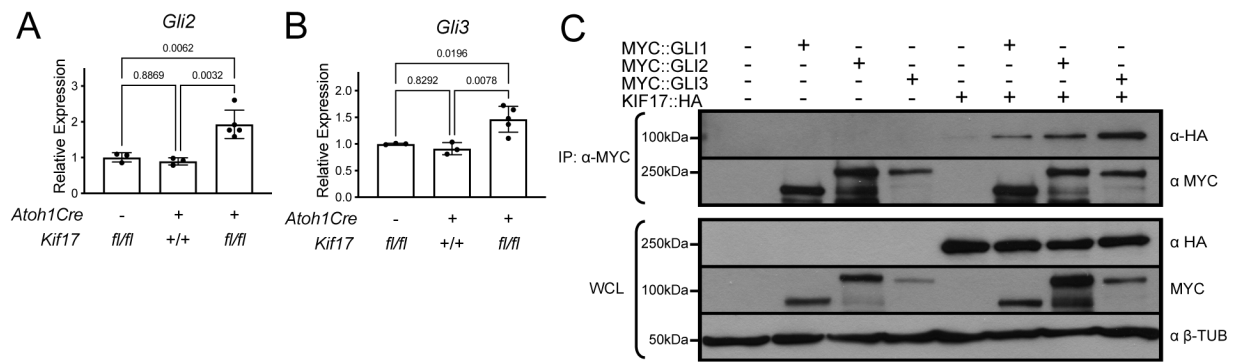 A
Gli2
0.0062
0.8869 0.0032
Relative Expression
3
2
1
0
Atoh1Cre - + +
Kif17 fl/fl +/+ fl/fl
B
Gli3
0.0196
0.8292 0.0078
Relative Expression
2.0
1.5
1.0
0.5
0.0
Atoh1Cre - + +
Kif17 fl/fl +/+ fl/fl
C
MYC::GLI1 - + - - - + - -
MYC::GLI2 - - + - - - + -
MYC::GLI3 - - - + - - - +
KIF17::HA - - - - + + + +
IP: α-MYC
100kDa α-HA
250kDa α MYC
WCL
250kDa α HA
100kDa MYC
50kDa α β-TUB